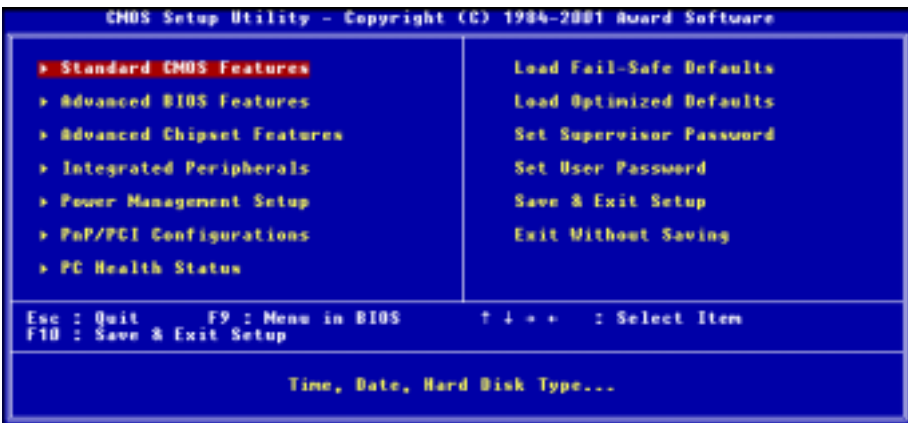 CMOS Setup Utility - Copyright (C) 1984-2001 Award Software
▸ Standard CMOS Features
▸ Advanced BIOS Features
▸ Advanced Chipset Features
▸ Integrated Peripherals
▸ Power Management Setup
▸ PnP/PCI Configurations
▸ PC Health Status
Load Fail-Safe Defaults
Load Optimized Defaults
Set Supervisor Password
Set User Password
Save & Exit Setup
Exit Without Saving
Esc : Quit F9 : Menu in BIOS ↑ ↓ → ← : Select Item
F10 : Save & Exit Setup
Time, Date, Hard Disk Type...